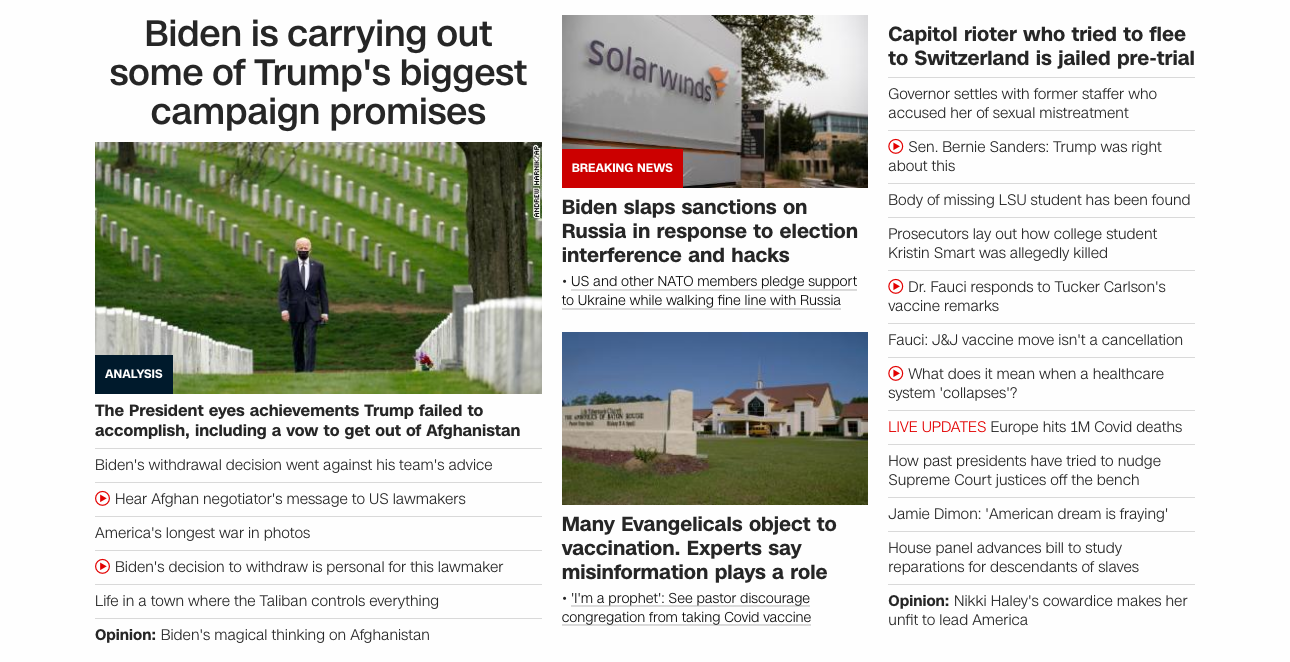 Biden is carrying out
some of Trump's biggest
campaign promises
ANDREW HARNIK/AP
ANALYSIS
The President eyes achievements Trump failed to
accomplish, including a vow to get out of Afghanistan
Biden's withdrawal decision went against his team's advice
Hear Afghan negotiator's message to US lawmakers
America's longest war in photos
Biden's decision to withdraw is personal for this lawmaker
Life in a town where the Taliban controls everything
Opinion: Biden's magical thinking on Afghanistan
solarwinds
BREAKING NEWS
Biden slaps sanctions on
Russia in response to election
interference and hacks
• US and other NATO members pledge support
to Ukraine while walking fine line with Russia
Life Tabernacle Church
THE APOSTOLICS OF BATON ROUGE
Many Evangelicals object to
vaccination. Experts say
misinformation plays a role
• 'I'm a prophet': See pastor discourage
congregation from taking Covid vaccine
Capitol rioter who tried to flee
to Switzerland is jailed pre-trial
Governor settles with former staffer who
accused her of sexual mistreatment
Sen. Bernie Sanders: Trump was right
about this
Body of missing LSU student has been found
Prosecutors lay out how college student
Kristin Smart was allegedly killed
Dr. Fauci responds to Tucker Carlson's
vaccine remarks
Fauci: J&J vaccine move isn't a cancellation
What does it mean when a healthcare
system 'collapses'?
LIVE UPDATES Europe hits 1M Covid deaths
How past presidents have tried to nudge
Supreme Court justices off the bench
Jamie Dimon: 'American dream is fraying'
House panel advances bill to study
reparations for descendants of slaves
Opinion: Nikki Haley's cowardice makes her
unfit to lead America